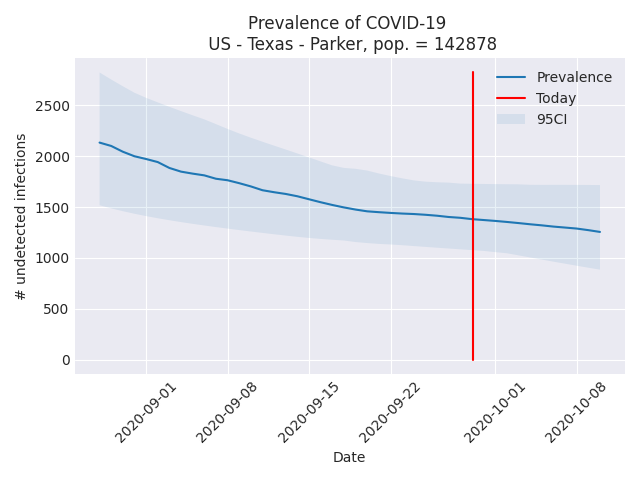 Prevalence of COVID-19
US - Texas - Parker, pop. = 142878
Prevalence
Today
95CI
# undetected infections
2500
2000
1500
1000
500
0
2020-09-01
2020-09-08
2020-09-15
2020-09-22
2020-10-01
2020-10-08
Date